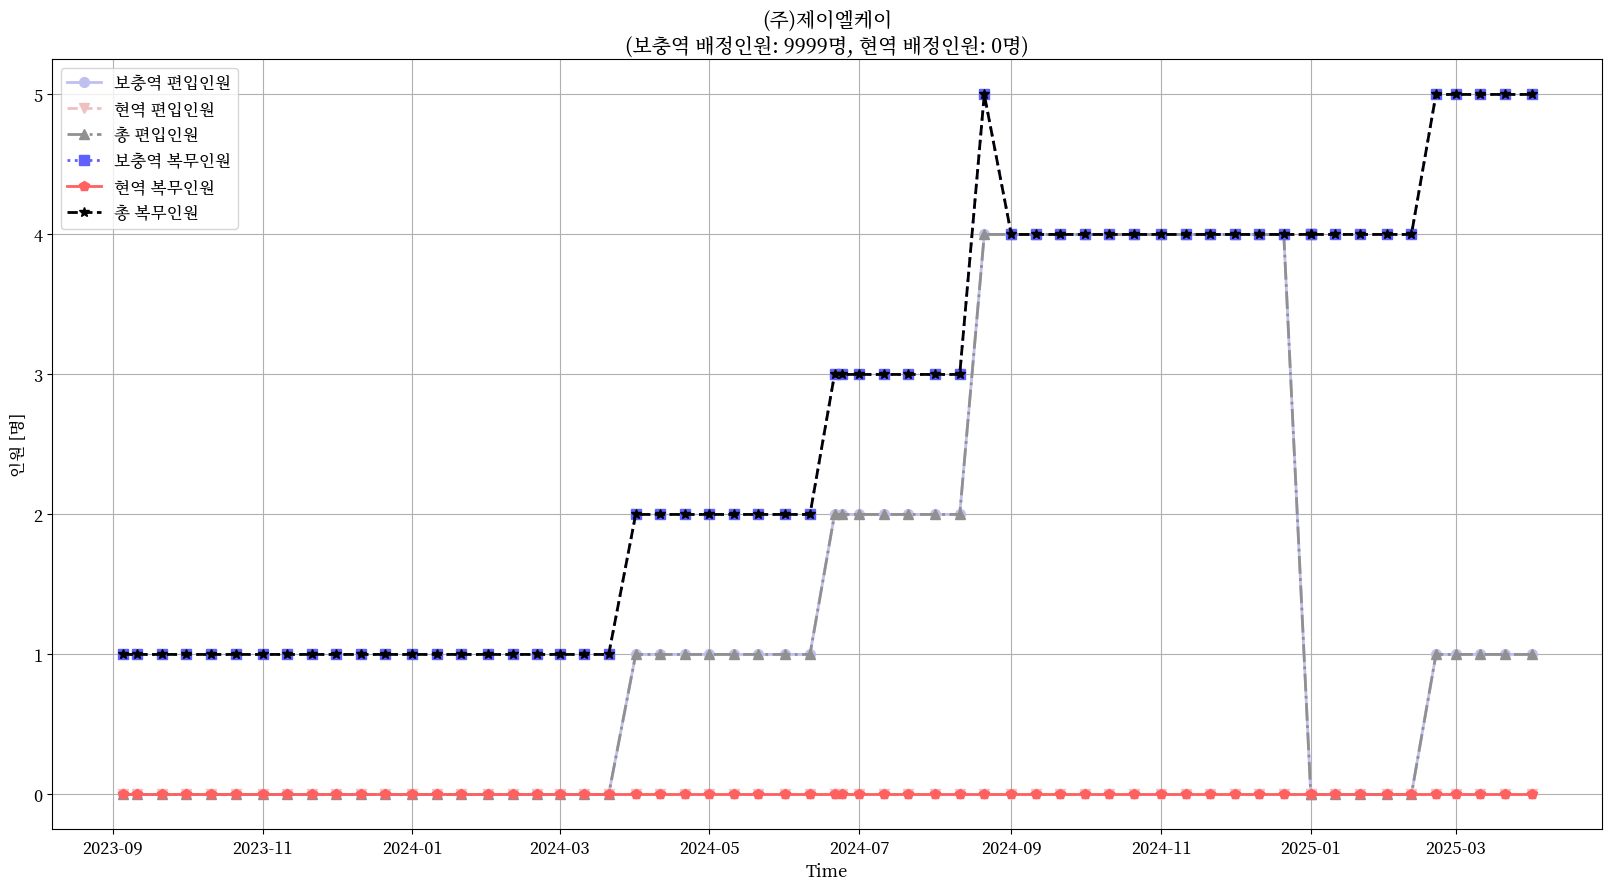 (주)제이엘케이
(보충역 배정인원: 9999명, 현역 배정인원: 0명)
보충역 편입인원
현역 편입인원
총 편입인원
보충역 복무인원
현역 복무인원
총 복무인원
인원 [명]
5
4
3
2
1
0
2023-09
2023-11
2024-01
2024-03
2024-05
2024-07
2024-09
2024-11
2025-01
2025-03
Time